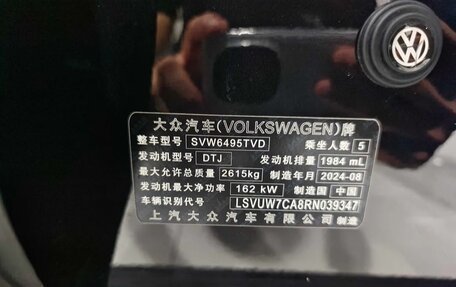 大众汽车(VOLKSWAGEN)牌
整车型号 SVW6495TVD 乘坐人数 5
发动机型号 DTJ 发动机排量 1984 mL
最大允许总质量 2615kg 制造年月 2024-08
发动机最大净功率 162 kW 制造国 中国
车辆识别代号 LSVUW7CA8RN039347
上汽大众汽车有限公司 制造